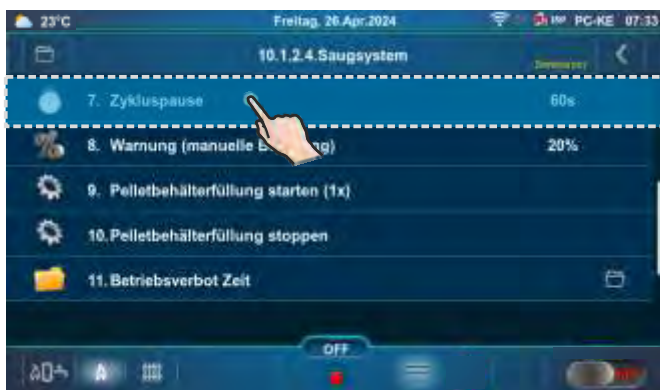 23°C Freitag, 26.Apr.2024 PC-KE 07:33
10.1.2.4.Saugsystem
7. Zykluspause 60s
8. Warnung (manuelle 20%
9. Pelletbehälterfüllung starten (1x)
10. Pelletbehälterfüllung stoppen
11. Betriebsverbot Zeit
OFF